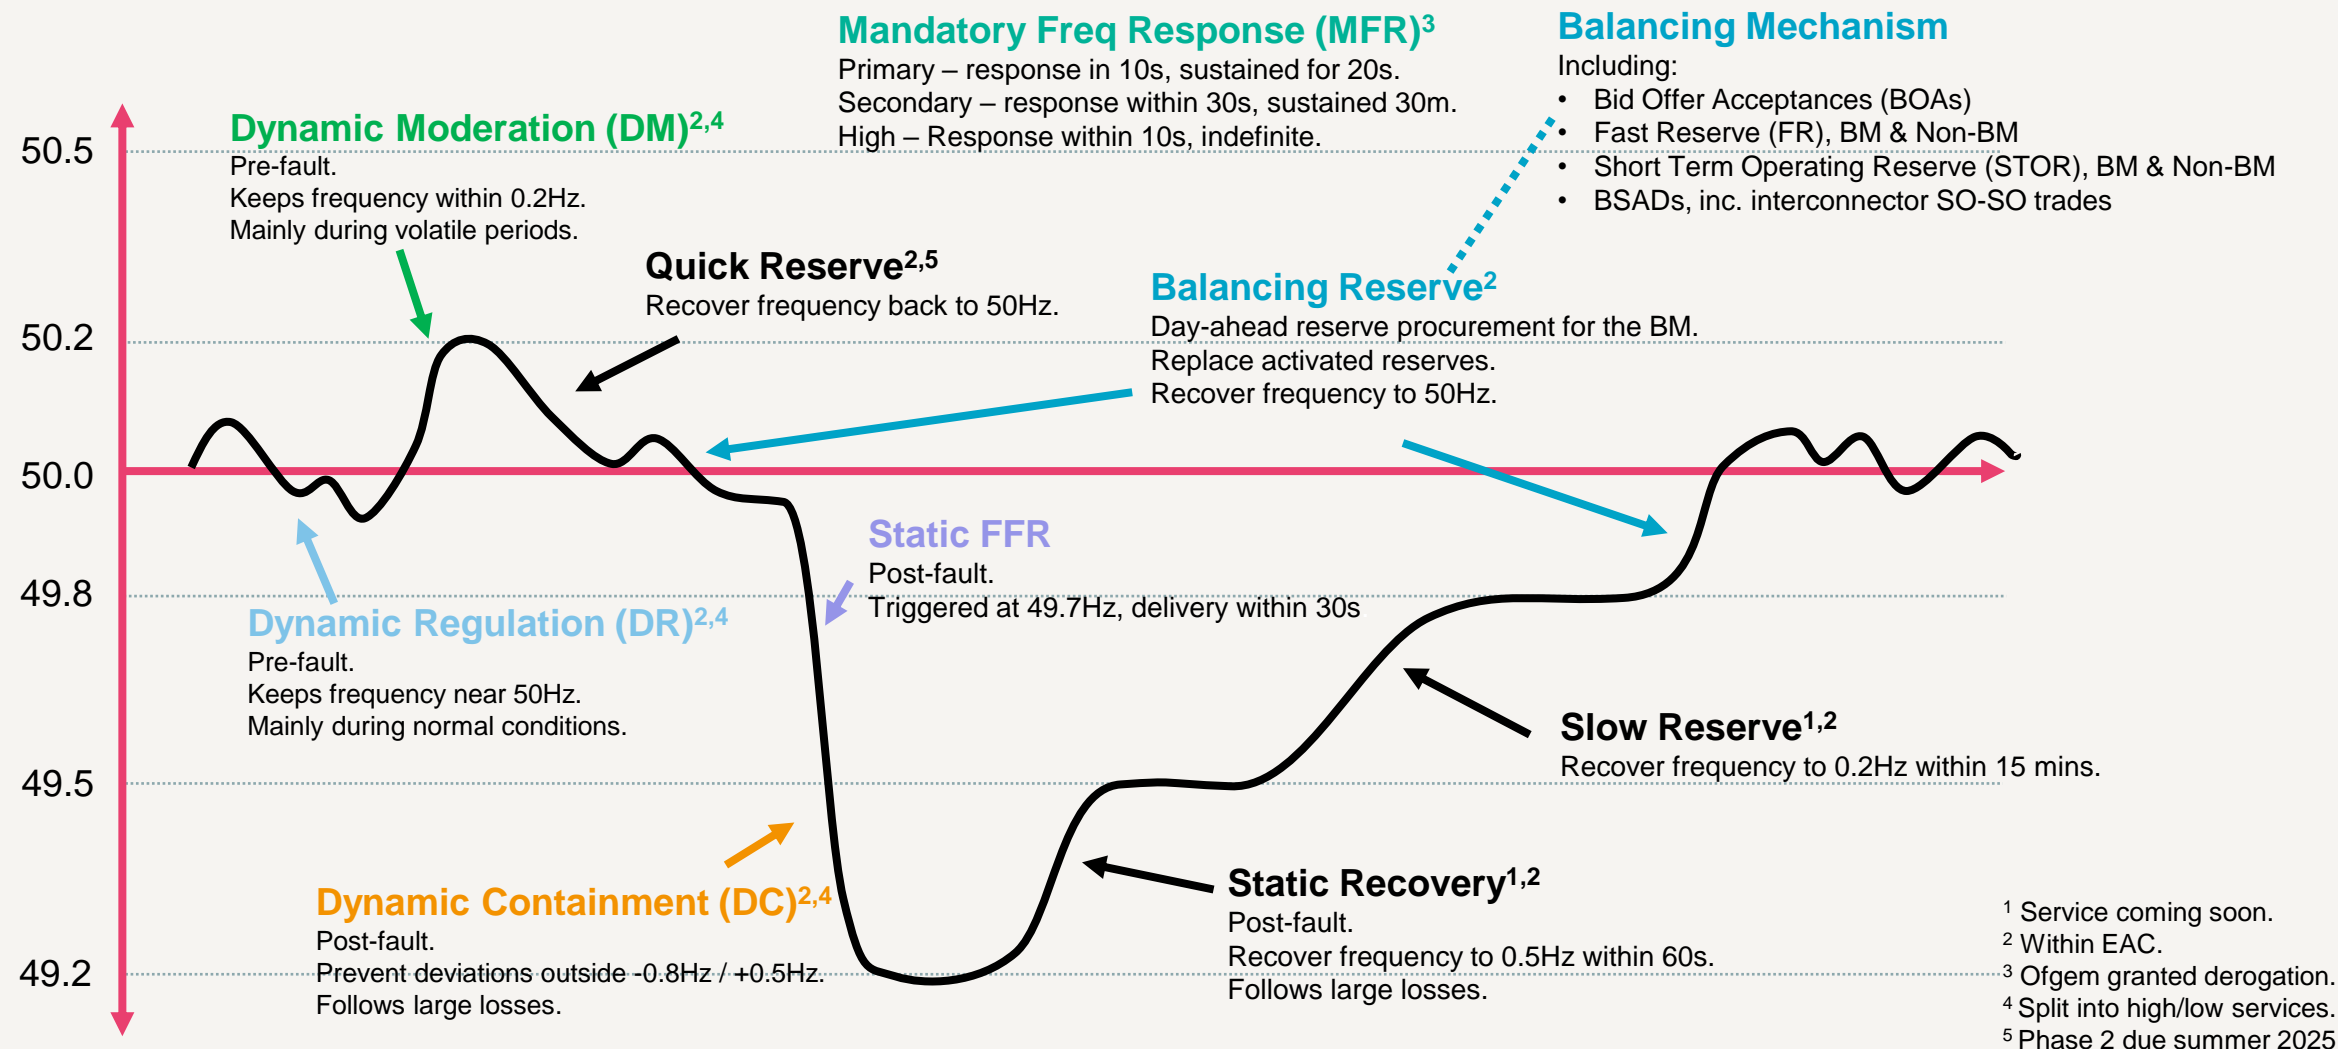 Mandatory Freq Response (MFR)3
Primary – response in 10s, sustained for 20s.
Secondary – response within 30s, sustained 30m.
High – Response within 10s, indefinite.
Balancing Mechanism
Including:
• Bid Offer Acceptances (BOAs)
• Fast Reserve (FR), BM & Non-BM
• Short Term Operating Reserve (STOR), BM & Non-BM
• BSADs, inc. interconnector SO-SO trades
Dynamic Moderation (DM)2,4
Pre-fault.
Keeps frequency within 0.2Hz.
Mainly during volatile periods.
Quick Reserve2,5
Recover frequency back to 50Hz.
Balancing Reserve2
Day-ahead reserve procurement for the BM.
Replace activated reserves.
Recover frequency to 50Hz.
50.5
50.2
50.0
49.8
49.5
49.2
Static FFR
Post-fault.
Triggered at 49.7Hz, delivery within 30s
Dynamic Regulation (DR)2,4
Pre-fault.
Keeps frequency near 50Hz.
Mainly during normal conditions.
Slow Reserve1,2
Recover frequency to 0.2Hz within 15 mins.
Dynamic Containment (DC)2,4
Post-fault.
Prevent deviations outside -0.8Hz / +0.5Hz.
Follows large losses.
Static Recovery1,2
Post-fault.
Recover frequency to 0.5Hz within 60s.
Follows large losses.
1 Service coming soon.
2 Within EAC.
3 Ofgem granted derogation.
4 Split into high/low services.
5 Phase 2 due summer 2025